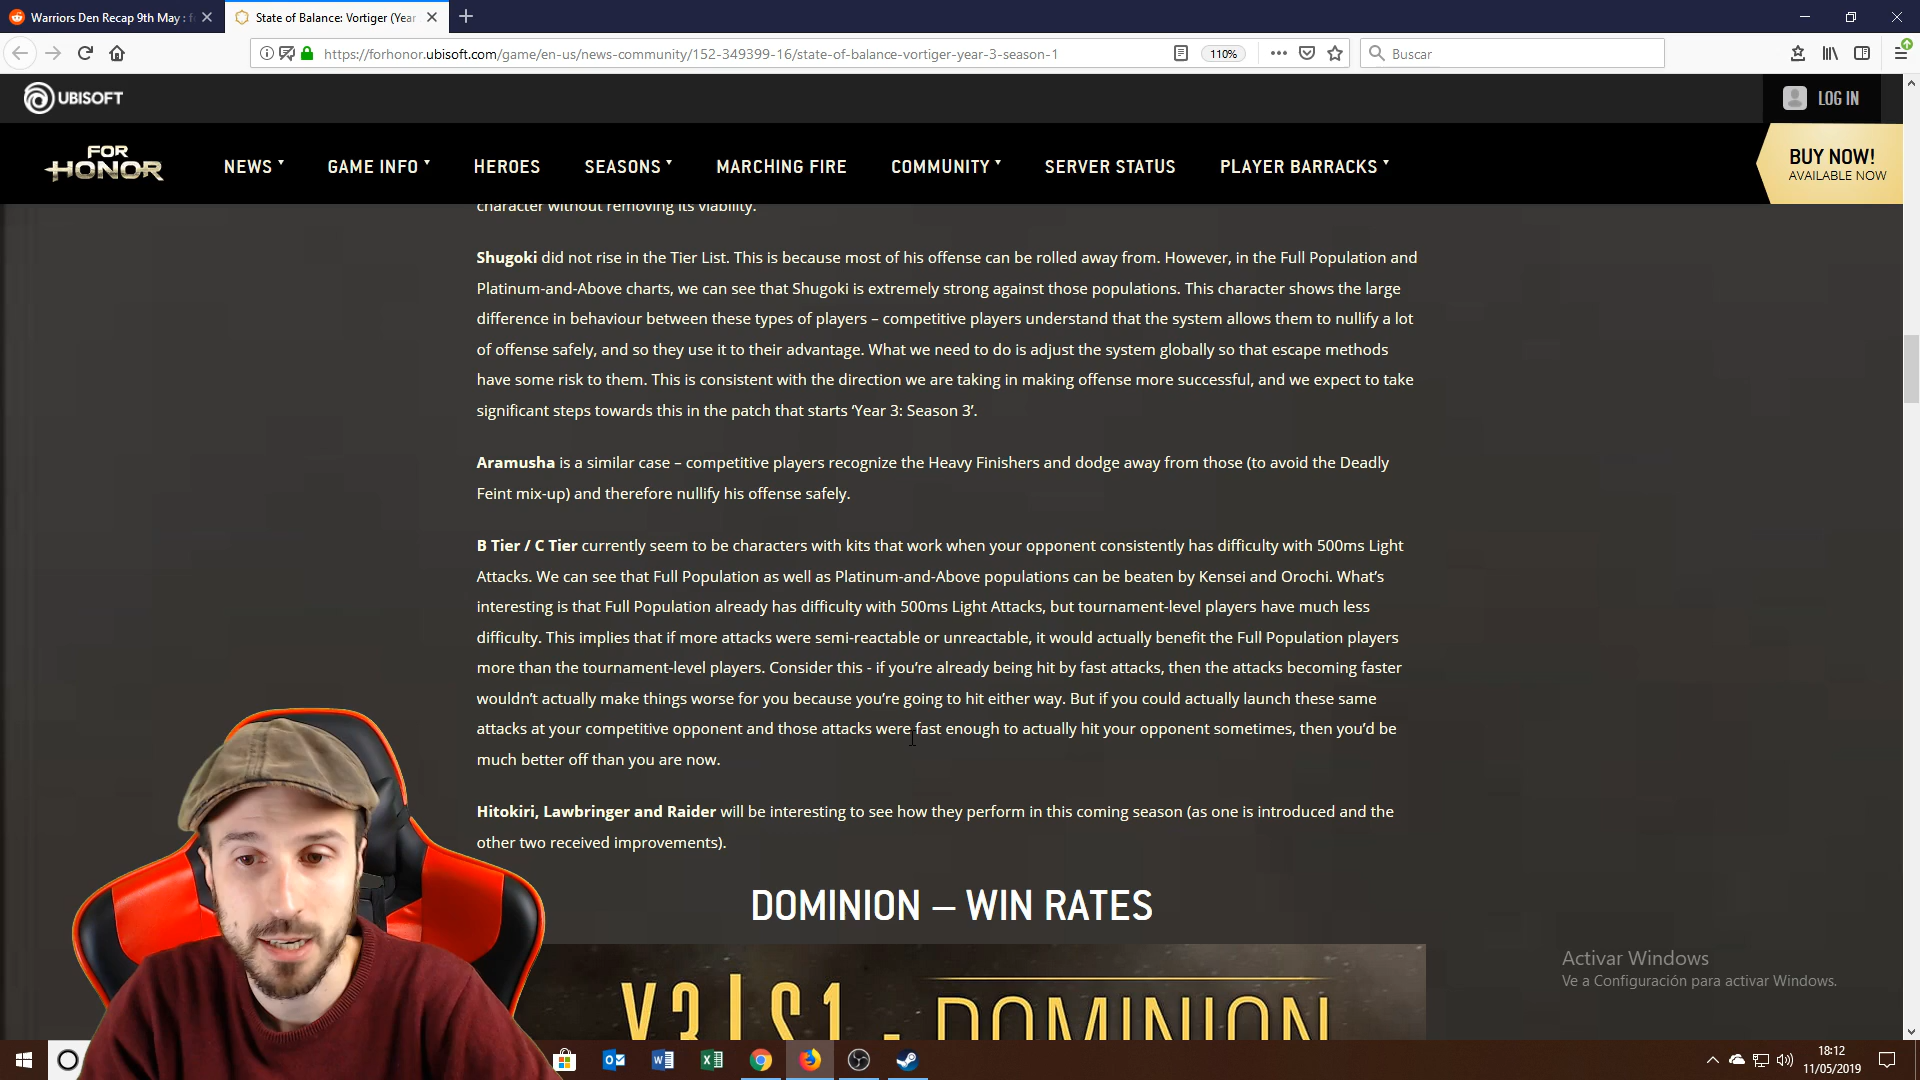 Warriors Den Recap 9th May : f
State of Balance: Vortiger (Year
https://forhonor.ubisoft.com/game/en-us/news-community/152-349399-16/state-of-balance-vortiger-year-3-season-1
110%
Buscar
UBISOFT
LOG IN
FOR HONOR
NEWS GAME INFO HEROES SEASONS MARCHING FIRE COMMUNITY SERVER STATUS PLAYER BARRACKS
BUY NOW!
AVAILABLE NOW
character without removing its viability.
Shugoki did not rise in the Tier List. This is because most of his offense can be rolled away from. However, in the Full Population and
Platinum-and-Above charts, we can see that Shugoki is extremely strong against those populations. This character shows the large
difference in behaviour between these types of players – competitive players understand that the system allows them to nullify a lot
of offense safely, and so they use it to their advantage. What we need to do is adjust the system globally so that escape methods
have some risk to them. This is consistent with the direction we are taking in making offense more successful, and we expect to take
significant steps towards this in the patch that starts ‘Year 3: Season 3’.
Aramusha is a similar case – competitive players recognize the Heavy Finishers and dodge away from those (to avoid the Deadly
Feint mix-up) and therefore nullify his offense safely.
B Tier / C Tier currently seem to be characters with kits that work when your opponent consistently has difficulty with 500ms Light
Attacks. We can see that Full Population as well as Platinum-and-Above populations can be beaten by Kensei and Orochi. What’s
interesting is that Full Population already has difficulty with 500ms Light Attacks, but tournament-level players have much less
difficulty. This implies that if more attacks were semi-reactable or unreactable, it would actually benefit the Full Population players
more than the tournament-level players. Consider this - if you’re already being hit by fast attacks, then the attacks becoming faster
wouldn’t actually make things worse for you because you’re going to hit either way. But if you could actually launch these same
attacks at your competitive opponent and those attacks were fast enough to actually hit your opponent sometimes, then you’d be
much better off than you are now.
Hitokiri, Lawbringer and Raider will be interesting to see how they perform in this coming season (as one is introduced and the
other two received improvements).
DOMINION – WIN RATES
Y3|S1 - DOMINION
Activar Windows
Ve a Configuración para activar Windows.
18:12
11/05/2019